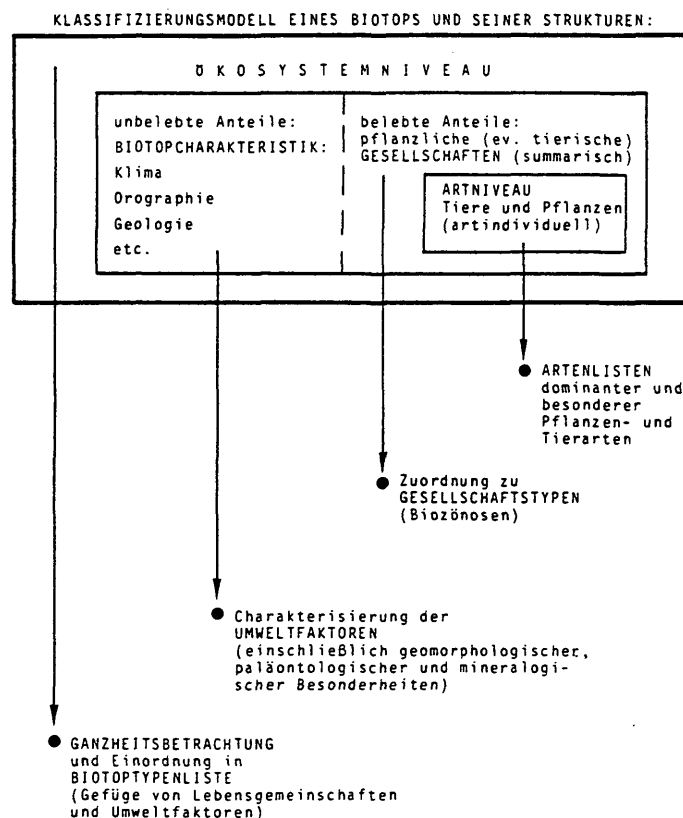 KLASSIFIZIERUNGSMODELL EINES BIOTOPS UND SEINER STRUKTUREN:
ÖKOSYSTEMNIVEAU
unbelebte Anteile:
BIOTOPCHARAKTERISTIK:
Klima
Orographie
Geologie
etc.
belebte Anteile:
pflanzliche (ev. tierische)
GESELLSCHAFTEN (summarisch)
ARTNIVEAU
Tiere und Pflanzen
(artindividuell)
ARTENLISTEN
dominanter und
besonderer
Pflanzen- und
Tierarten
Zuordnung zu
GESELLSCHAFTSTYPEN
(Biozönosen)
Charakterisierung der
UMWELTFAKTOREN
(einschließlich geomorphologischer,
paläontologischer und mineralogi-
scher Besonderheiten)
GANZHEITSBETRACHTUNG
und Einordnung in
BIOTOPTYPENLISTE
(Gefüge von Lebensgemeinschaften
und Umweltfaktoren)